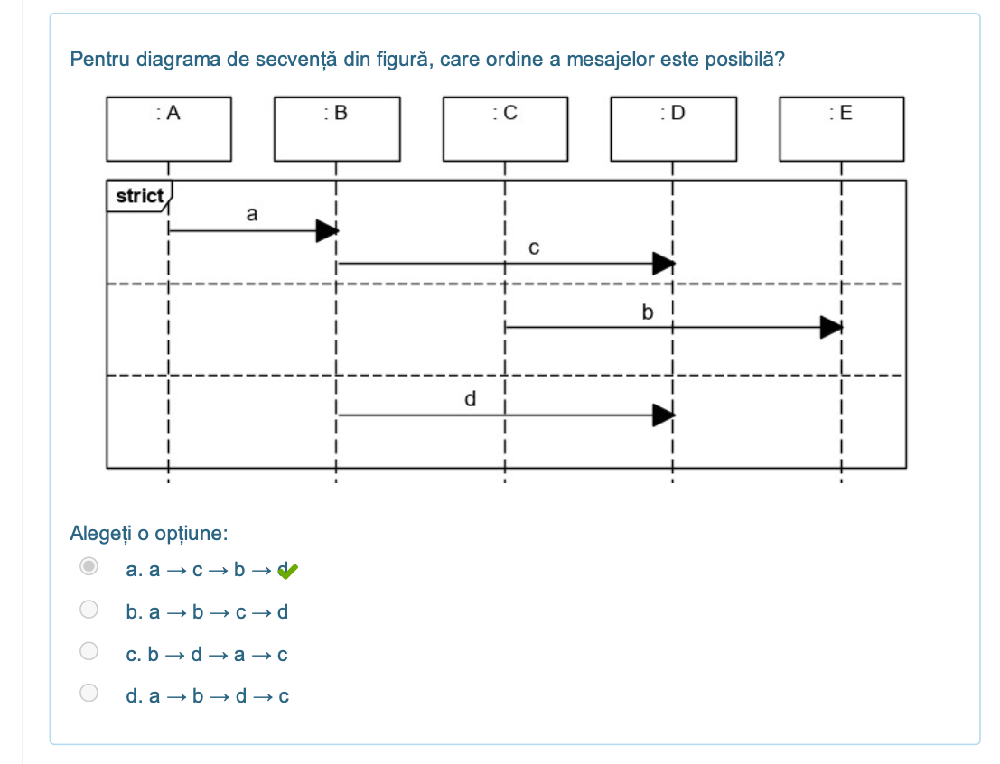 Pentru diagrama de secvență din figură, care ordine a mesajelor este posibilă?
: A : B : C : D : E
strict
a
c
b
d
Alegeți o opțiune:
a. a → c → b → d
b. a → b → c → d
c. b → d → a → c
d. a → b → d → c